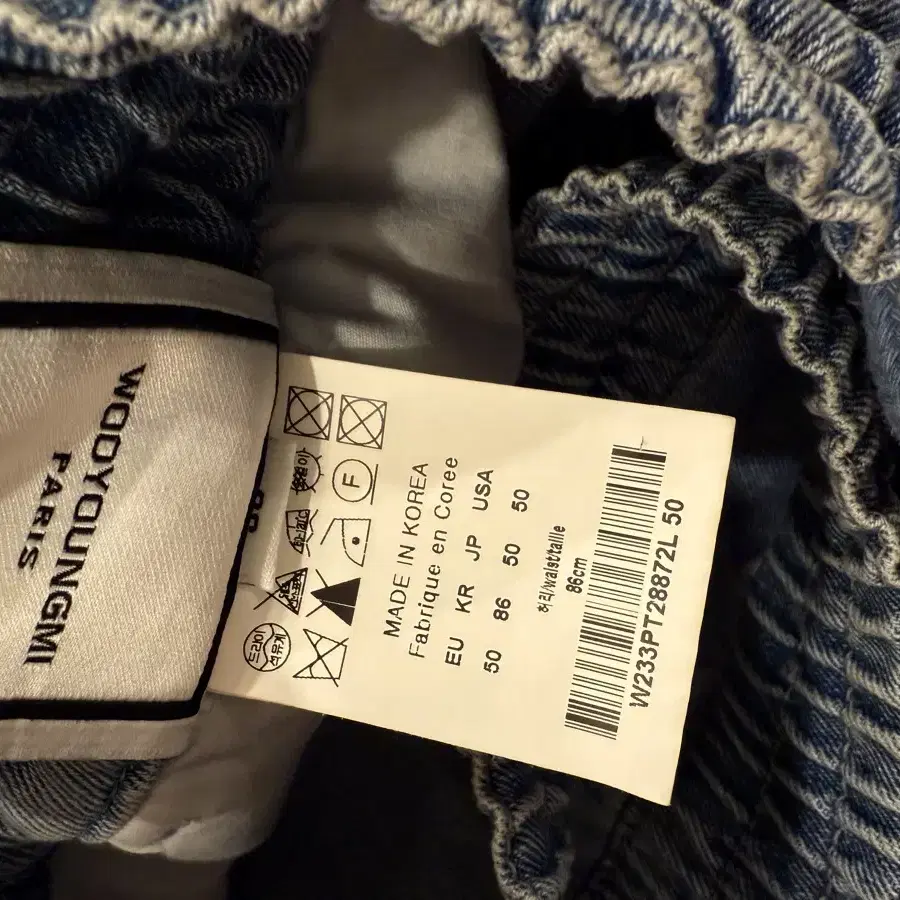 WOOYOUNGMI
PARIS
F
MADE IN KOREA
Fabrique en Coree
EU KR JP USA
50 86 50 50
허리/waist/taille
86cm
W233PT28872L 50